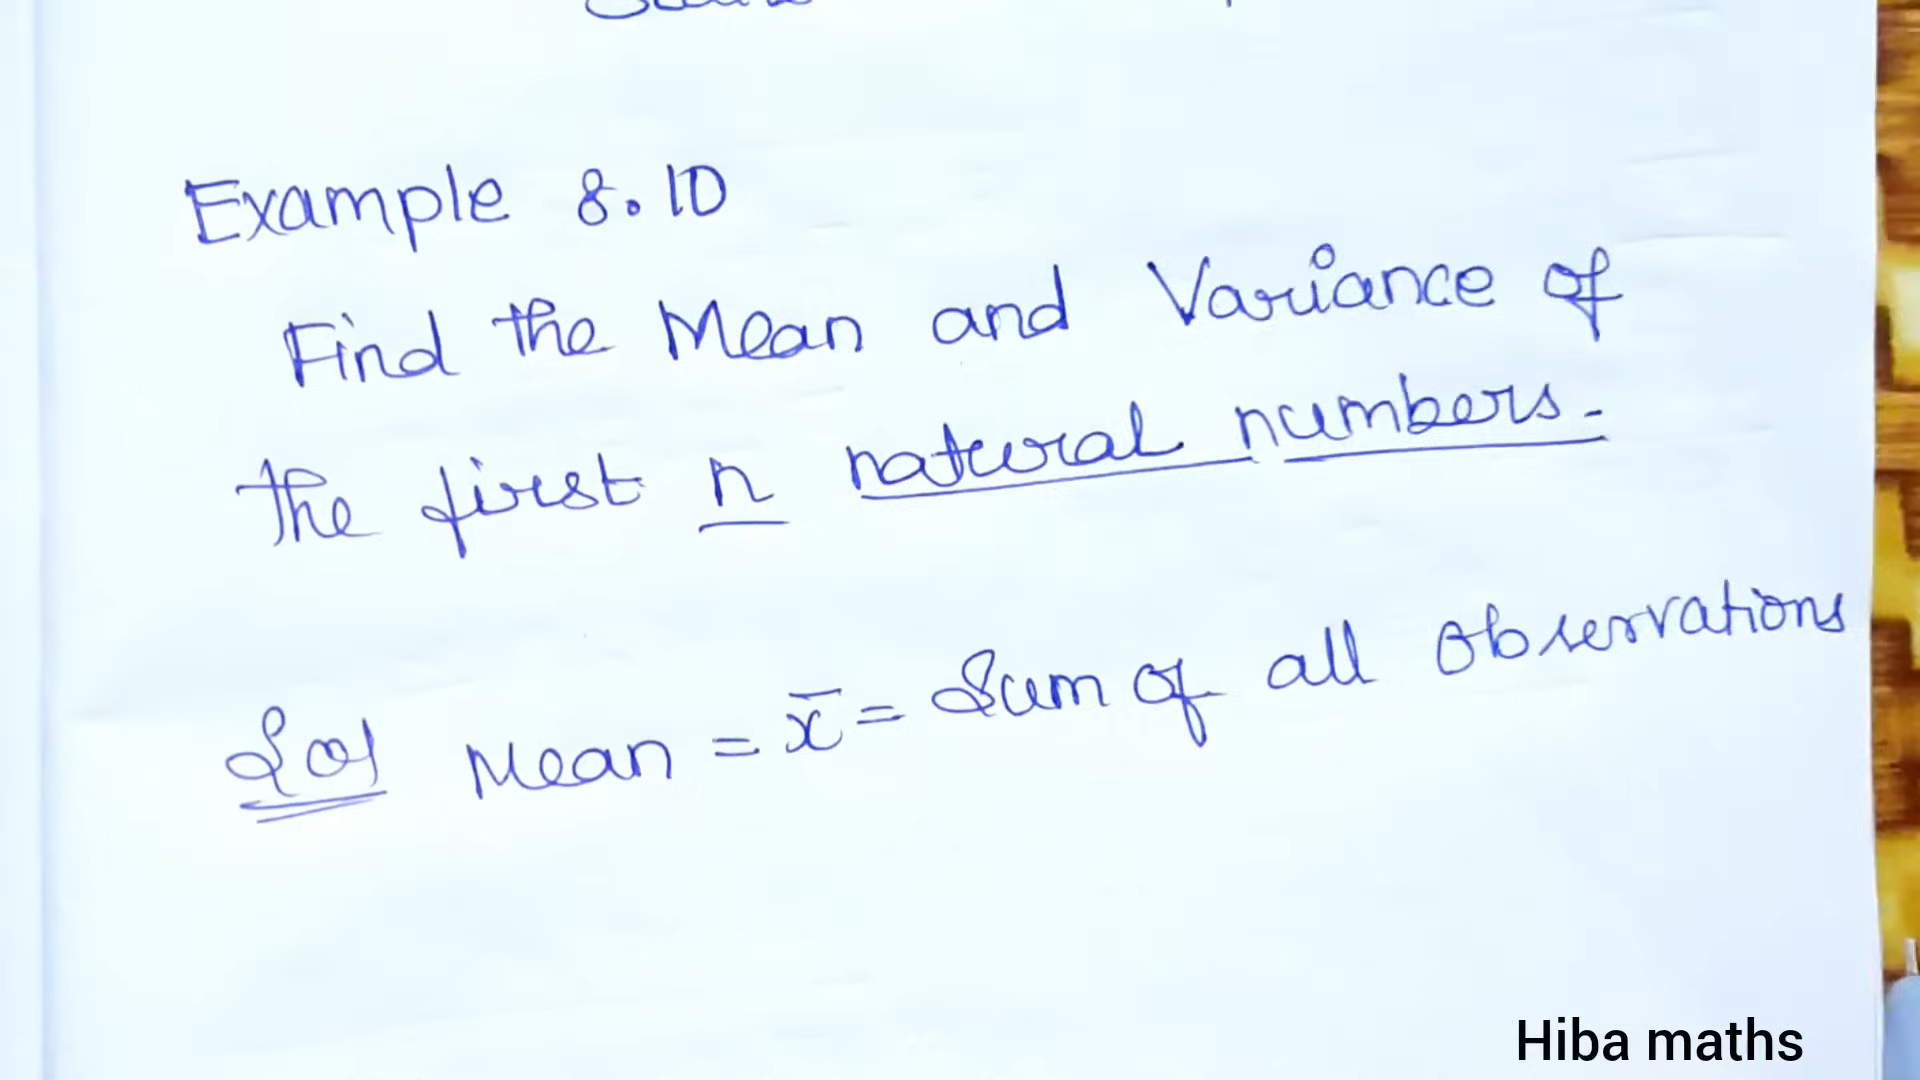 Example 8.10
Find the Mean and Variance of
the first n natural numbers.
Sol Mean = x̄ = Sum of all observations
Hiba maths